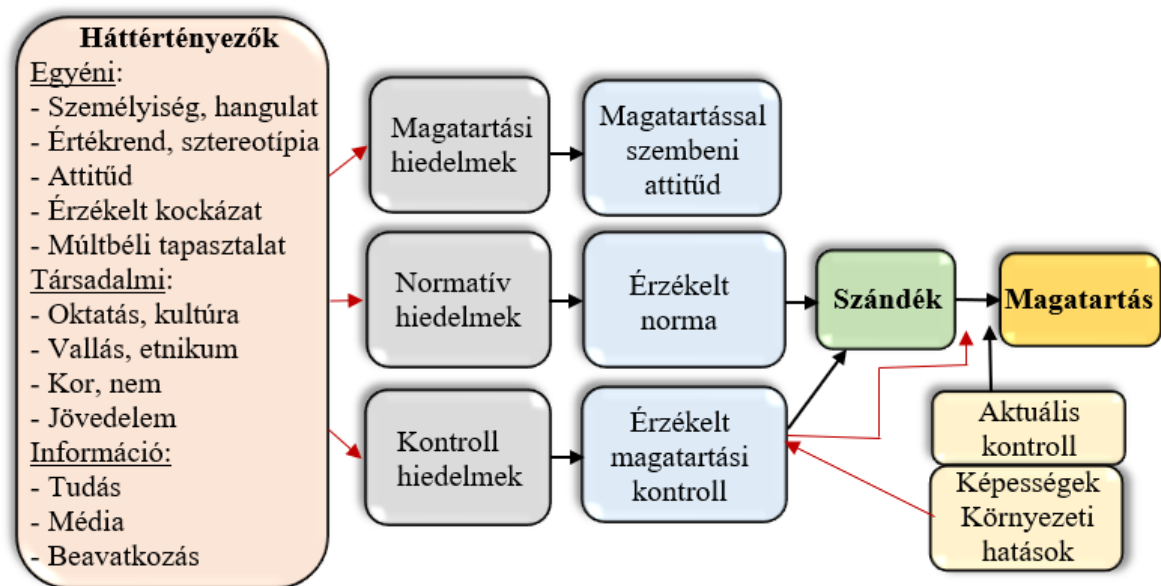 Háttértényezők
Egyéni:
- Személyiség, hangulat
- Értékrend, sztereotípia
- Attitűd
- Érzékelt kockázat
- Múltbéli tapasztalat
Társadalmi:
- Oktatás, kultúra
- Vallás, etnikum
- Kor, nem
- Jövedelem
Információ:
- Tudás
- Média
- Beavatkozás
Magatartási
hiedelmek
Magatartással
szembeni
attitűd
Normatív
hiedelmek
Érzékelt
norma
Kontroll
hiedelmek
Érzékelt
magatartási
kontroll
Szándék
Magatartás
Aktuális
kontroll
Képességek
Környezeti
hatások